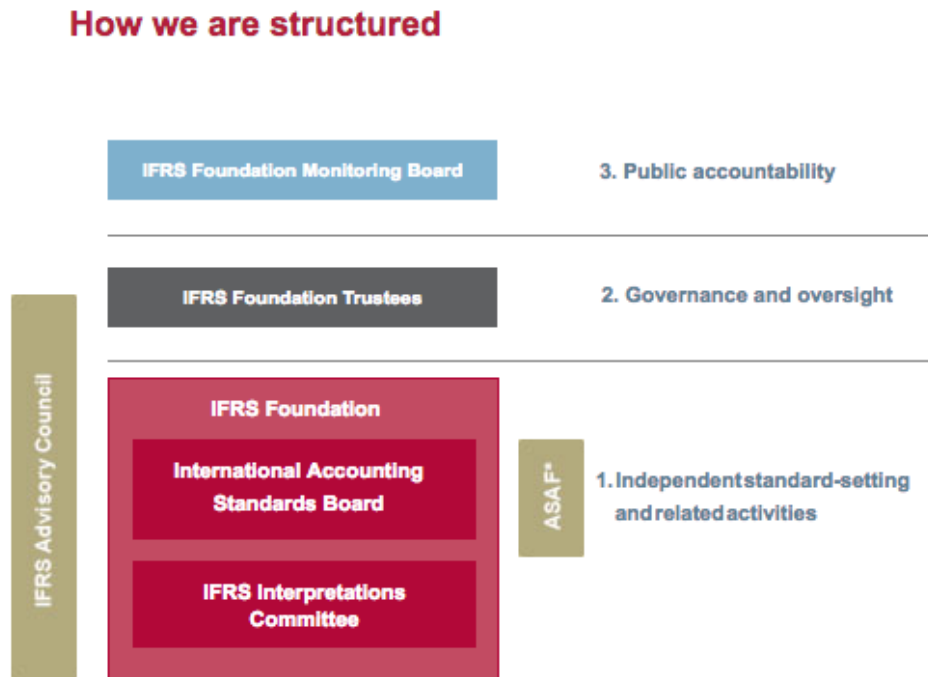 How we are structured
IFRS Foundation Monitoring Board
3. Public accountability
IFRS Foundation Trustees
2. Governance and oversight
IFRS Advisory Council
IFRS Foundation
International Accounting
Standards Board
ASAF*
1. Independent standard-setting
and related activities
IFRS Interpretations
Committee